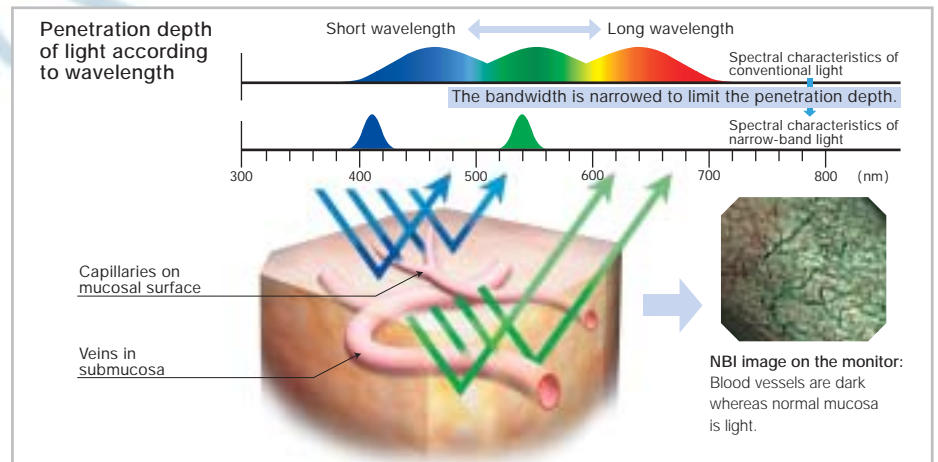 Penetration depth
of light according
to wavelength
Short wavelength
Long wavelength
Spectral characteristics of
conventional light
The bandwidth is narrowed to limit the penetration depth.
Spectral characteristics of
narrow-band light
300 400 500 600 700 800 (nm)
Capillaries on
mucosal surface
Veins in
submucosa
NBI image on the monitor:
Blood vessels are dark
whereas normal mucosa
is light.